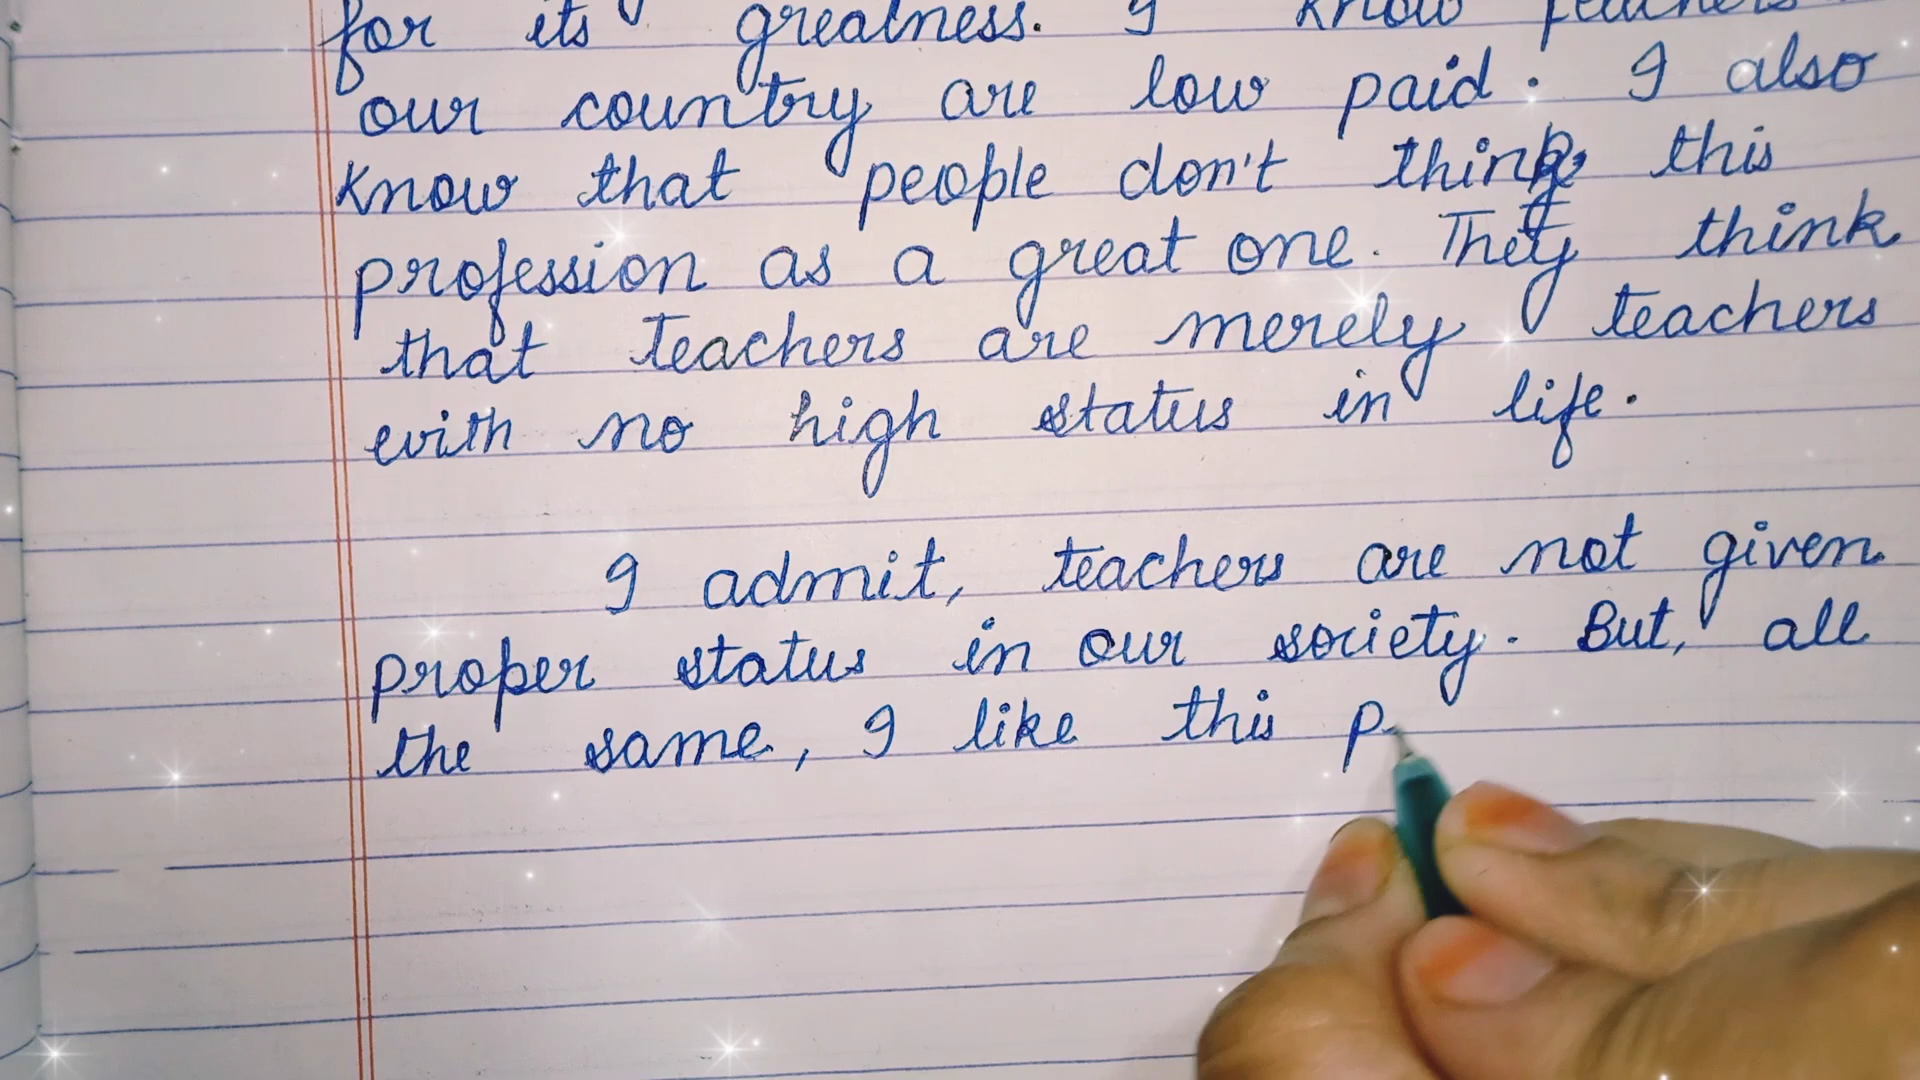 for its greatness. I know teachers
our country are low paid. I also
know that people don't think this
profession as a great one. They think
that teachers are merely teachers
with no high status in life.
I admit, teachers are not given
proper status in our society. But, all
the same, I like this p